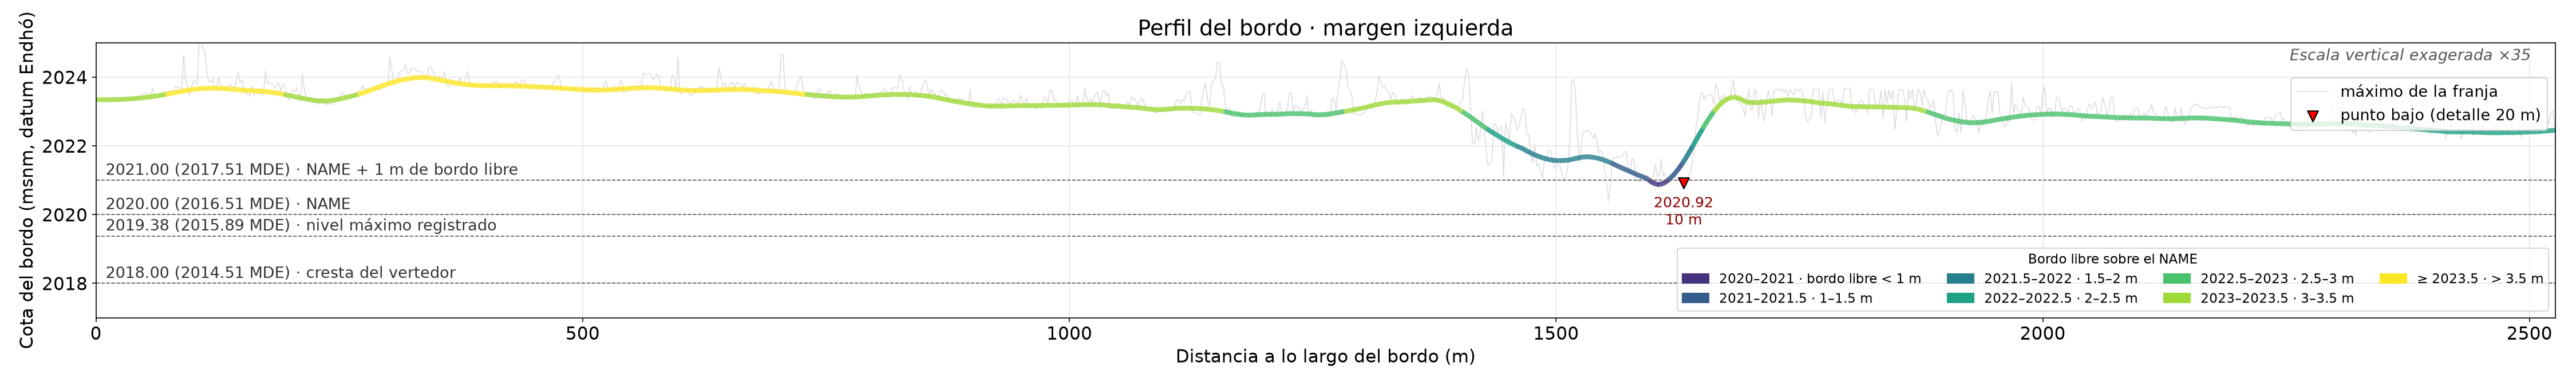 Perfil del bordo · margen izquierda
Escala vertical exagerada ×35
máximo de la franja
punto bajo (detalle 20 m)
Cota del bordo (msnm, datum Endhó)
2024
2022
2020
2018
2021.00 (2017.51 MDE) · NAME + 1 m de bordo libre
2020.00 (2016.51 MDE) · NAME
2019.38 (2015.89 MDE) · nivel máximo registrado
2018.00 (2014.51 MDE) · cresta del vertedor
2020.92
10 m
Bordo libre sobre el NAME
2020–2021 · bordo libre < 1 m
2021.5–2022 · 1.5–2 m
2022.5–2023 · 2.5–3 m
≥ 2023.5 · > 3.5 m
2021–2021.5 · 1–1.5 m
2022–2022.5 · 2–2.5 m
2023–2023.5 · 3–3.5 m
0
500
1000
1500
2000
2500
Distancia a lo largo del bordo (m)